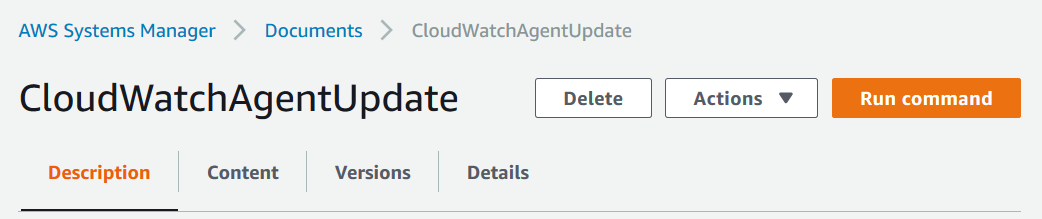 AWS Systems Manager > Documents > CloudWatchAgentUpdate
CloudWatchAgentUpdate Delete Actions ▼ Run command
Description Content Versions Details